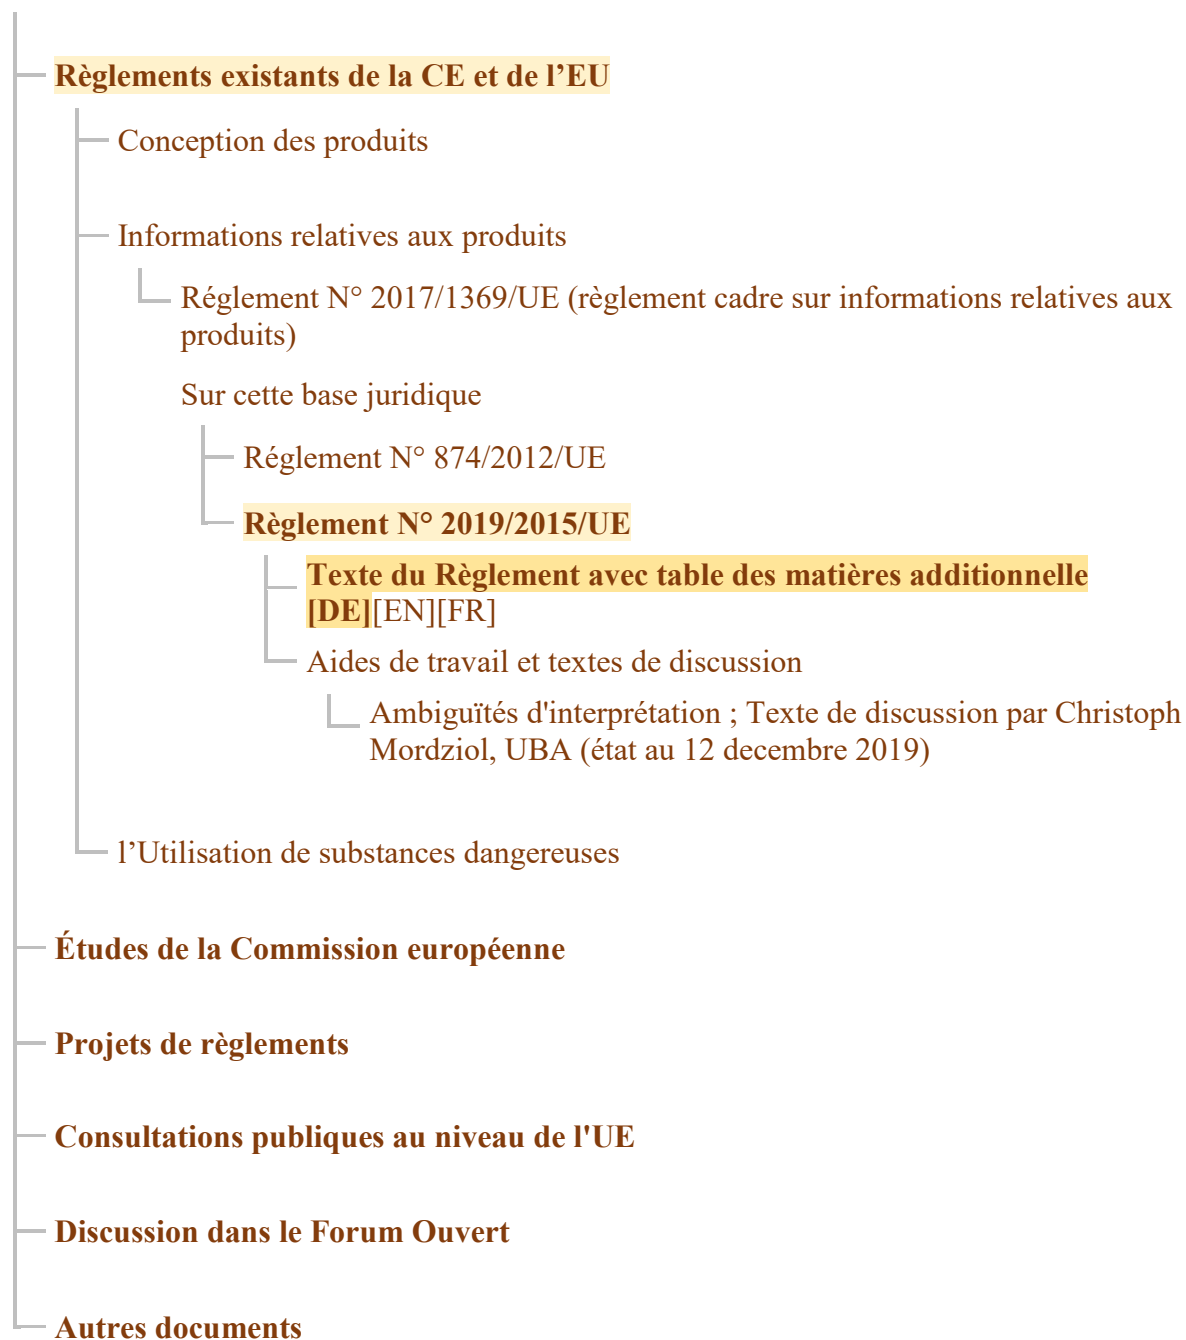 Règlements existants de la CE et de l’EU
Conception des produits
Informations relatives aux produits
Réglement N° 2017/1369/UE (règlement cadre sur informations relatives aux
produits)
Sur cette base juridique
Réglement N° 874/2012/UE
Règlement N° 2019/2015/UE
Texte du Règlement avec table des matières additionnelle
[DE][EN][FR]
Aides de travail et textes de discussion
Ambiguïtés d'interprétation ; Texte de discussion par Christoph
Mordziol, UBA (état au 12 decembre 2019)
l’Utilisation de substances dangereuses
Études de la Commission européenne
Projets de règlements
Consultations publiques au niveau de l'UE
Discussion dans le Forum Ouvert
Autres documents